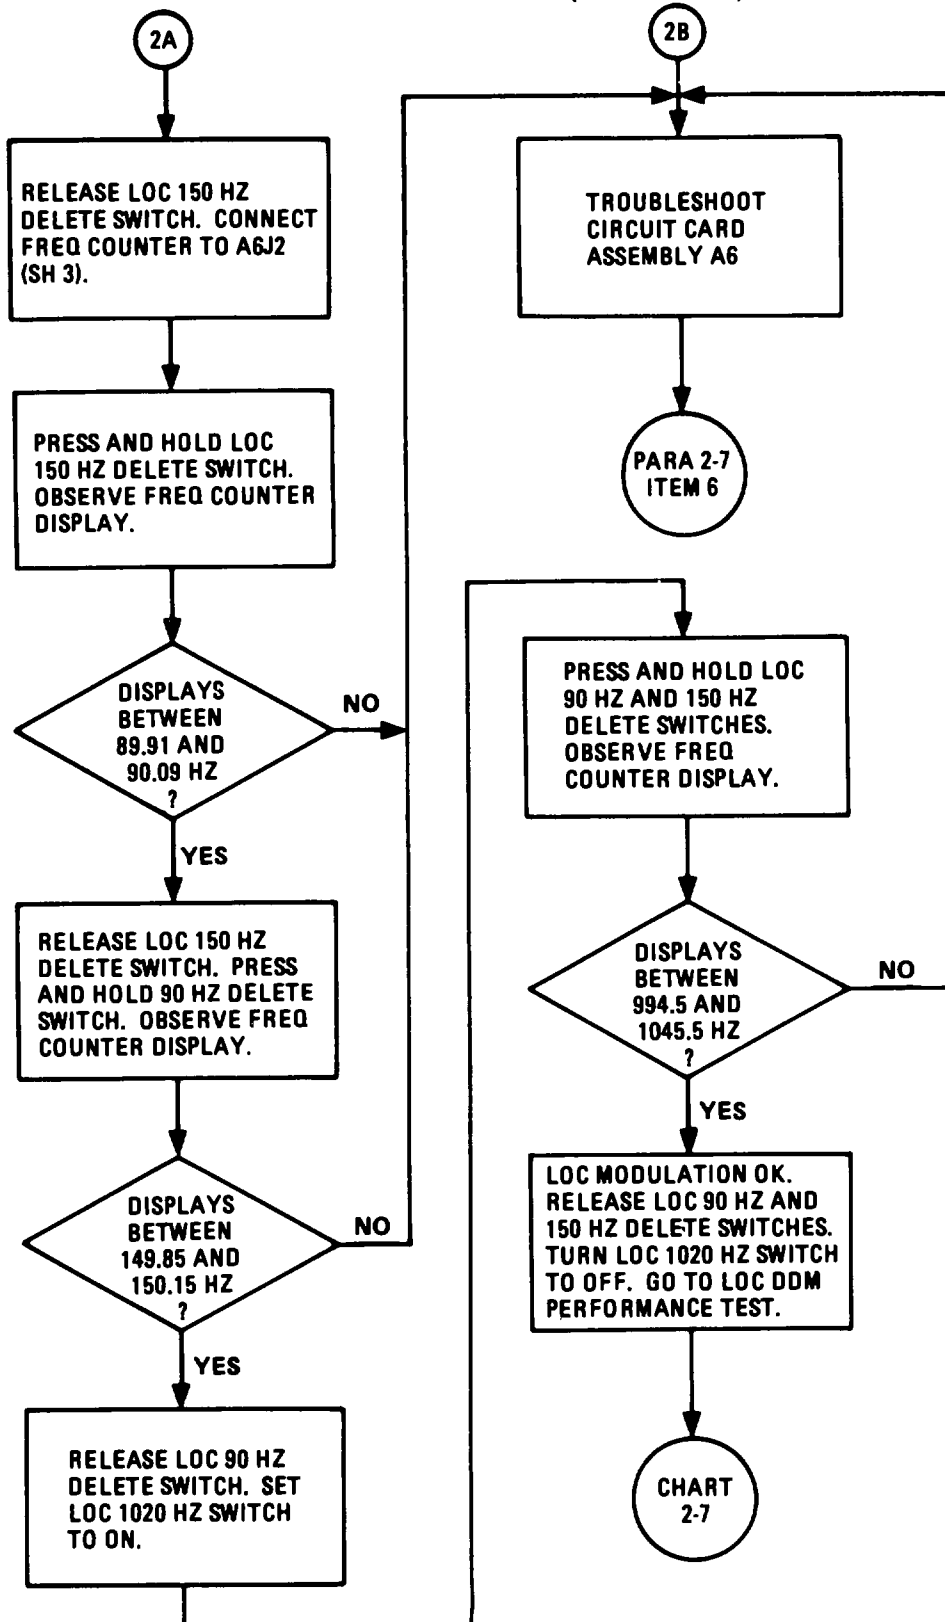 2A
RELEASE LOC 150 HZ
DELETE SWITCH. CONNECT
FREQ COUNTER TO A6J2
(SH 3).
PRESS AND HOLD LOC
150 HZ DELETE SWITCH.
OBSERVE FREQ COUNTER
DISPLAY.
DISPLAYS
BETWEEN
89.91 AND
90.09 HZ
?
NO
YES
RELEASE LOC 150 HZ
DELETE SWITCH. PRESS
AND HOLD 90 HZ DELETE
SWITCH. OBSERVE FREQ
COUNTER DISPLAY.
DISPLAYS
BETWEEN
149.85 AND
150.15 HZ
?
NO
YES
RELEASE LOC 90 HZ
DELETE SWITCH. SET
LOC 1020 HZ SWITCH
TO ON.
2B
TROUBLESHOOT
CIRCUIT CARD
ASSEMBLY A6
PARA 2-7
ITEM 6
PRESS AND HOLD LOC
90 HZ AND 150 HZ
DELETE SWITCHES.
OBSERVE FREQ
COUNTER DISPLAY.
DISPLAYS
BETWEEN
994.5 AND
1045.5 HZ
?
NO
YES
LOC MODULATION OK.
RELEASE LOC 90 HZ AND
150 HZ DELETE SWITCHES.
TURN LOC 1020 HZ SWITCH
TO OFF. GO TO LOC DDM
PERFORMANCE TEST.
CHART
2-7